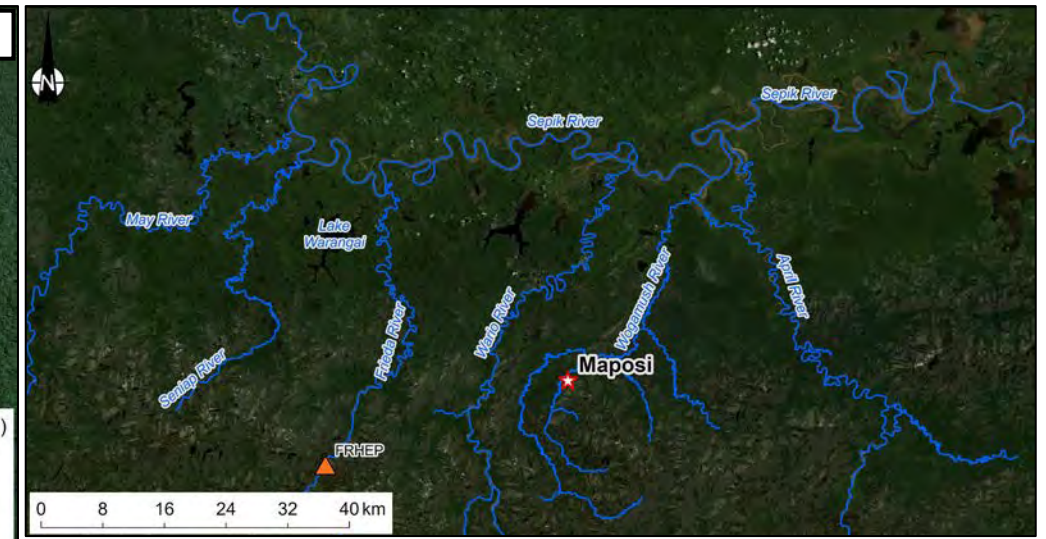 N
Sepik River
Sepik River
May River
Lake
Warangai
April River
Wogamush River
Wario River
Frieda River
Maposi
Seniap River
)
FRHEP
0 8 16 24 32 40 km